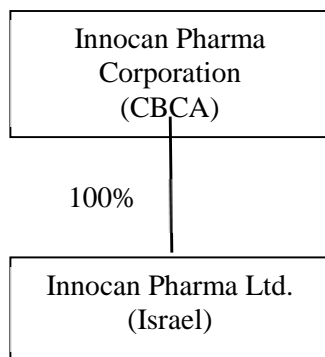 Innocan Pharma
Corporation
(CBCA)
100%
Innocan Pharma Ltd.
(Israel)